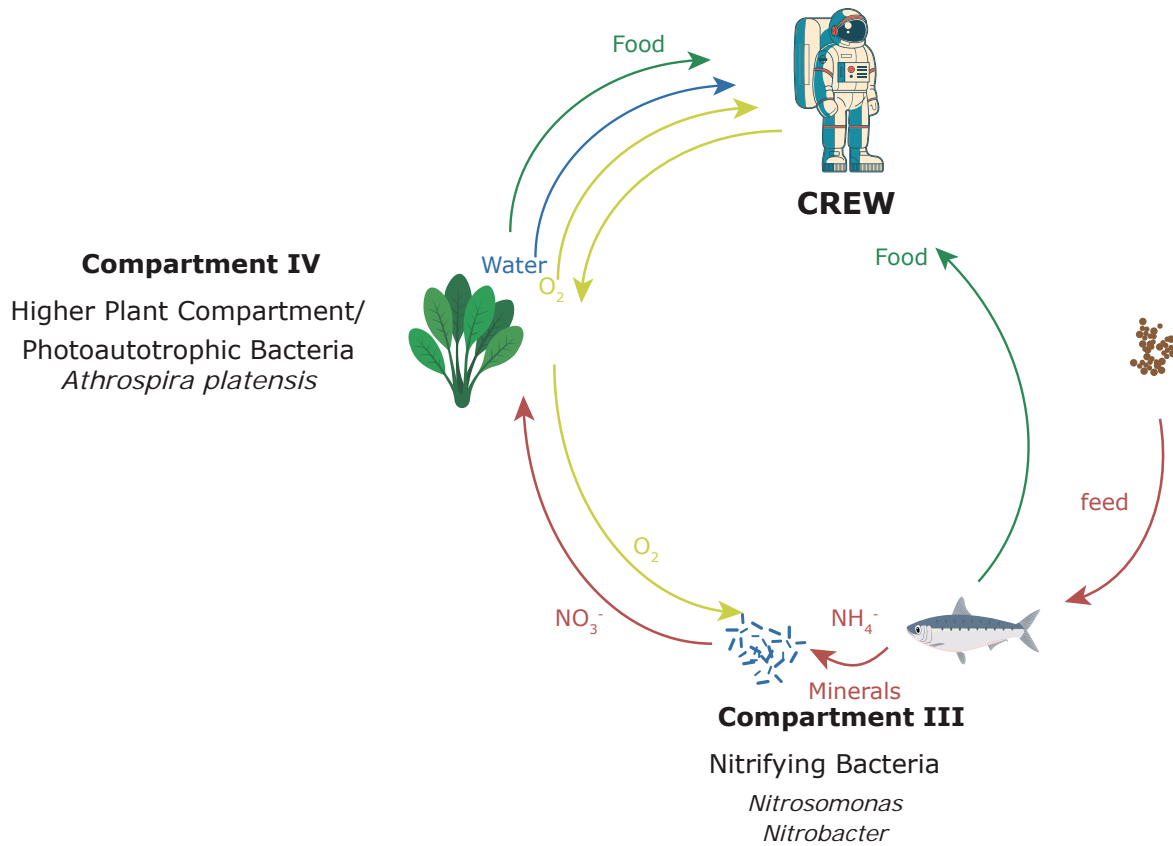 Food
CREW
Compartment IV
Higher Plant Compartment/
Photoautotrophic Bacteria
Athrospira platensis
Water
O₂
Food
feed
O₂
NO₃⁻
NH₄⁻
Minerals
Compartment III
Nitrifying Bacteria
Nitrosomonas
Nitrobacter